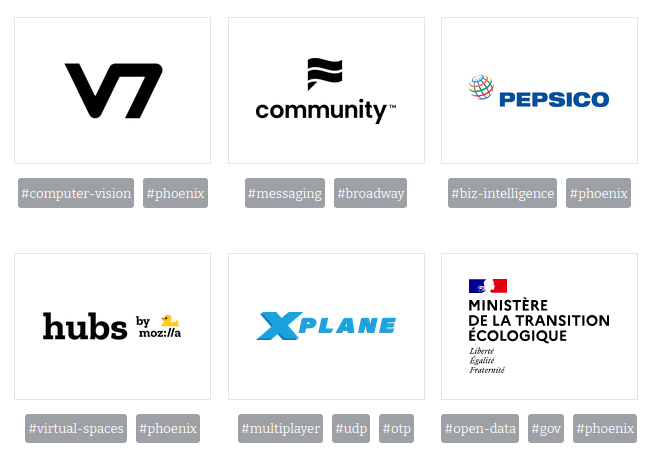 V7
community™
PEPSICO
#computer-vision #phoenix
#messaging #broadway
#biz-intelligence #phoenix
hubs by moz://a
X PLANE
MINISTÈRE
DE LA TRANSITION
ÉCOLOGIQUE
Liberté
Égalité
Fraternité
#virtual-spaces #phoenix
#multiplayer #udp #otp
#open-data #gov #phoenix